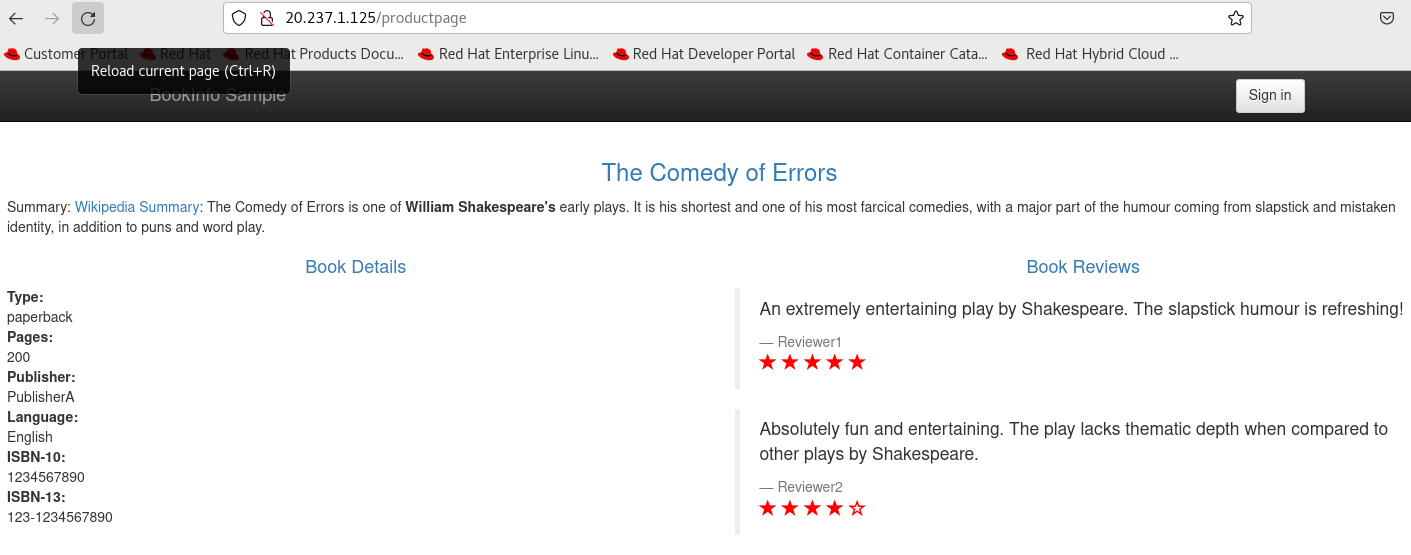 20.237.1.125/productpage
Customer Portal Red Hat Red Hat Products Docu... Red Hat Enterprise Linu... Red Hat Developer Portal Red Hat Container Cata... Red Hat Hybrid Cloud ...
Reload current page (Ctrl+R)
BookInfo Sample Sign in
The Comedy of Errors
Summary: Wikipedia Summary: The Comedy of Errors is one of William Shakespeare's early plays. It is his shortest and one of his most farcical comedies, with a major part of the humour coming from slapstick and mistaken
identity, in addition to puns and word play.
Book Details
Type:
paperback
Pages:
200
Publisher:
PublisherA
Language:
English
ISBN-10:
1234567890
ISBN-13:
123-1234567890
Book Reviews
An extremely entertaining play by Shakespeare. The slapstick humour is refreshing!
— Reviewer1
Absolutely fun and entertaining. The play lacks thematic depth when compared to
other plays by Shakespeare.
— Reviewer2